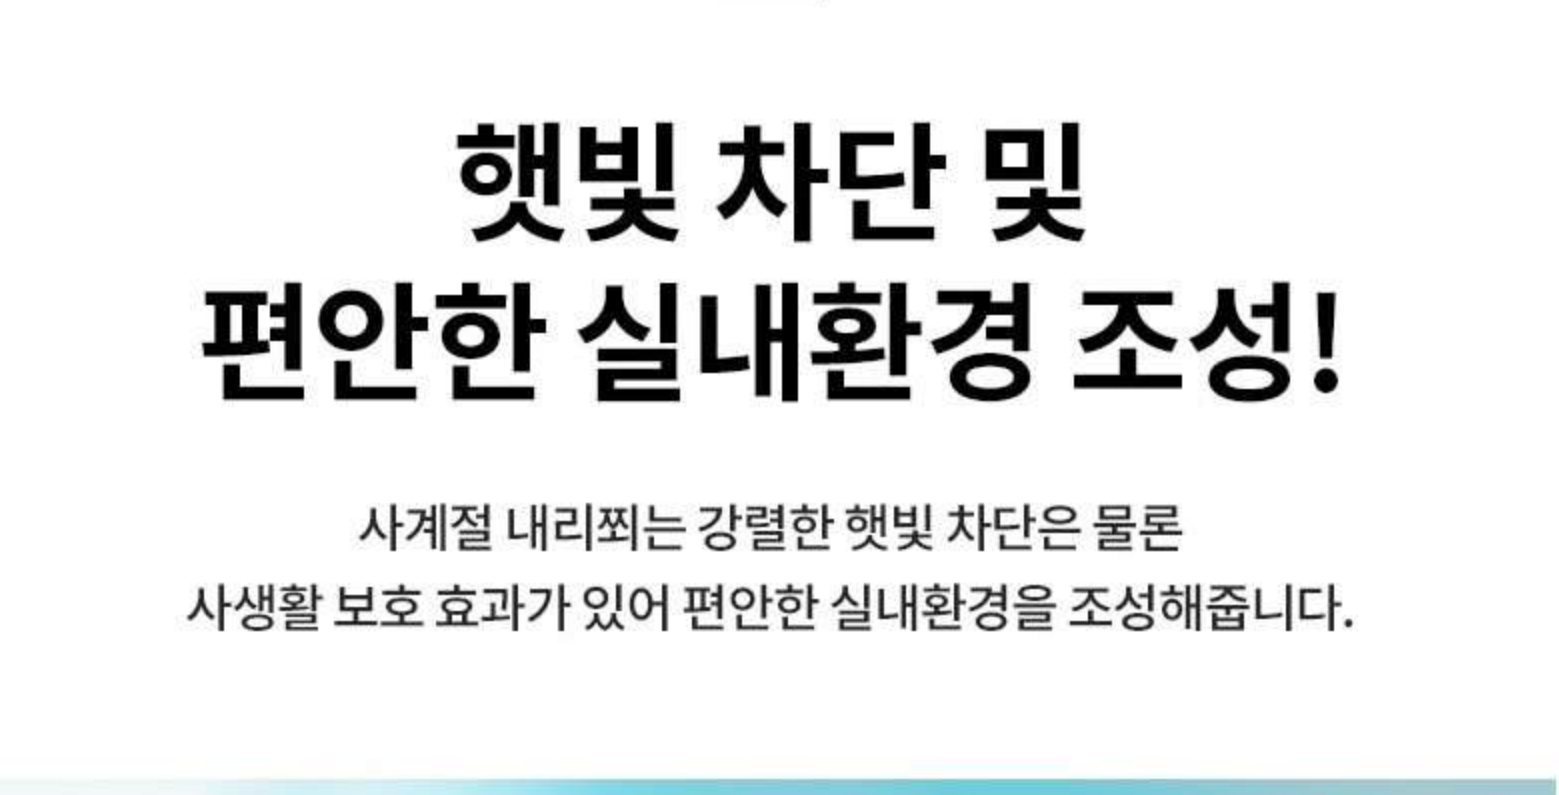 햇빛 차단 및
편안한 실내환경 조성!
사계절 내리쬐는 강렬한 햇빛 차단은 물론
사생활 보호 효과가 있어 편안한 실내환경을 조성해줍니다.